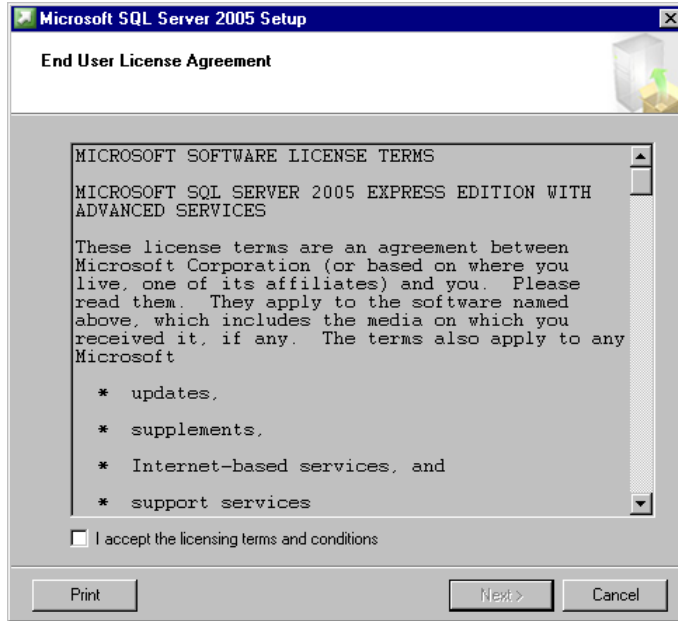 Microsoft SQL Server 2005 Setup
End User License Agreement
MICROSOFT SOFTWARE LICENSE TERMS
MICROSOFT SQL SERVER 2005 EXPRESS EDITION WITH
ADVANCED SERVICES
These license terms are an agreement between
Microsoft Corporation (or based on where you
live, one of its affiliates) and you.  Please
read them.  They apply to the software named
above, which includes the media on which you
received it, if any.  The terms also apply to any
Microsoft
* updates,
* supplements,
* Internet-based services, and
* support services
I accept the licensing terms and conditions
Print
Next >
Cancel